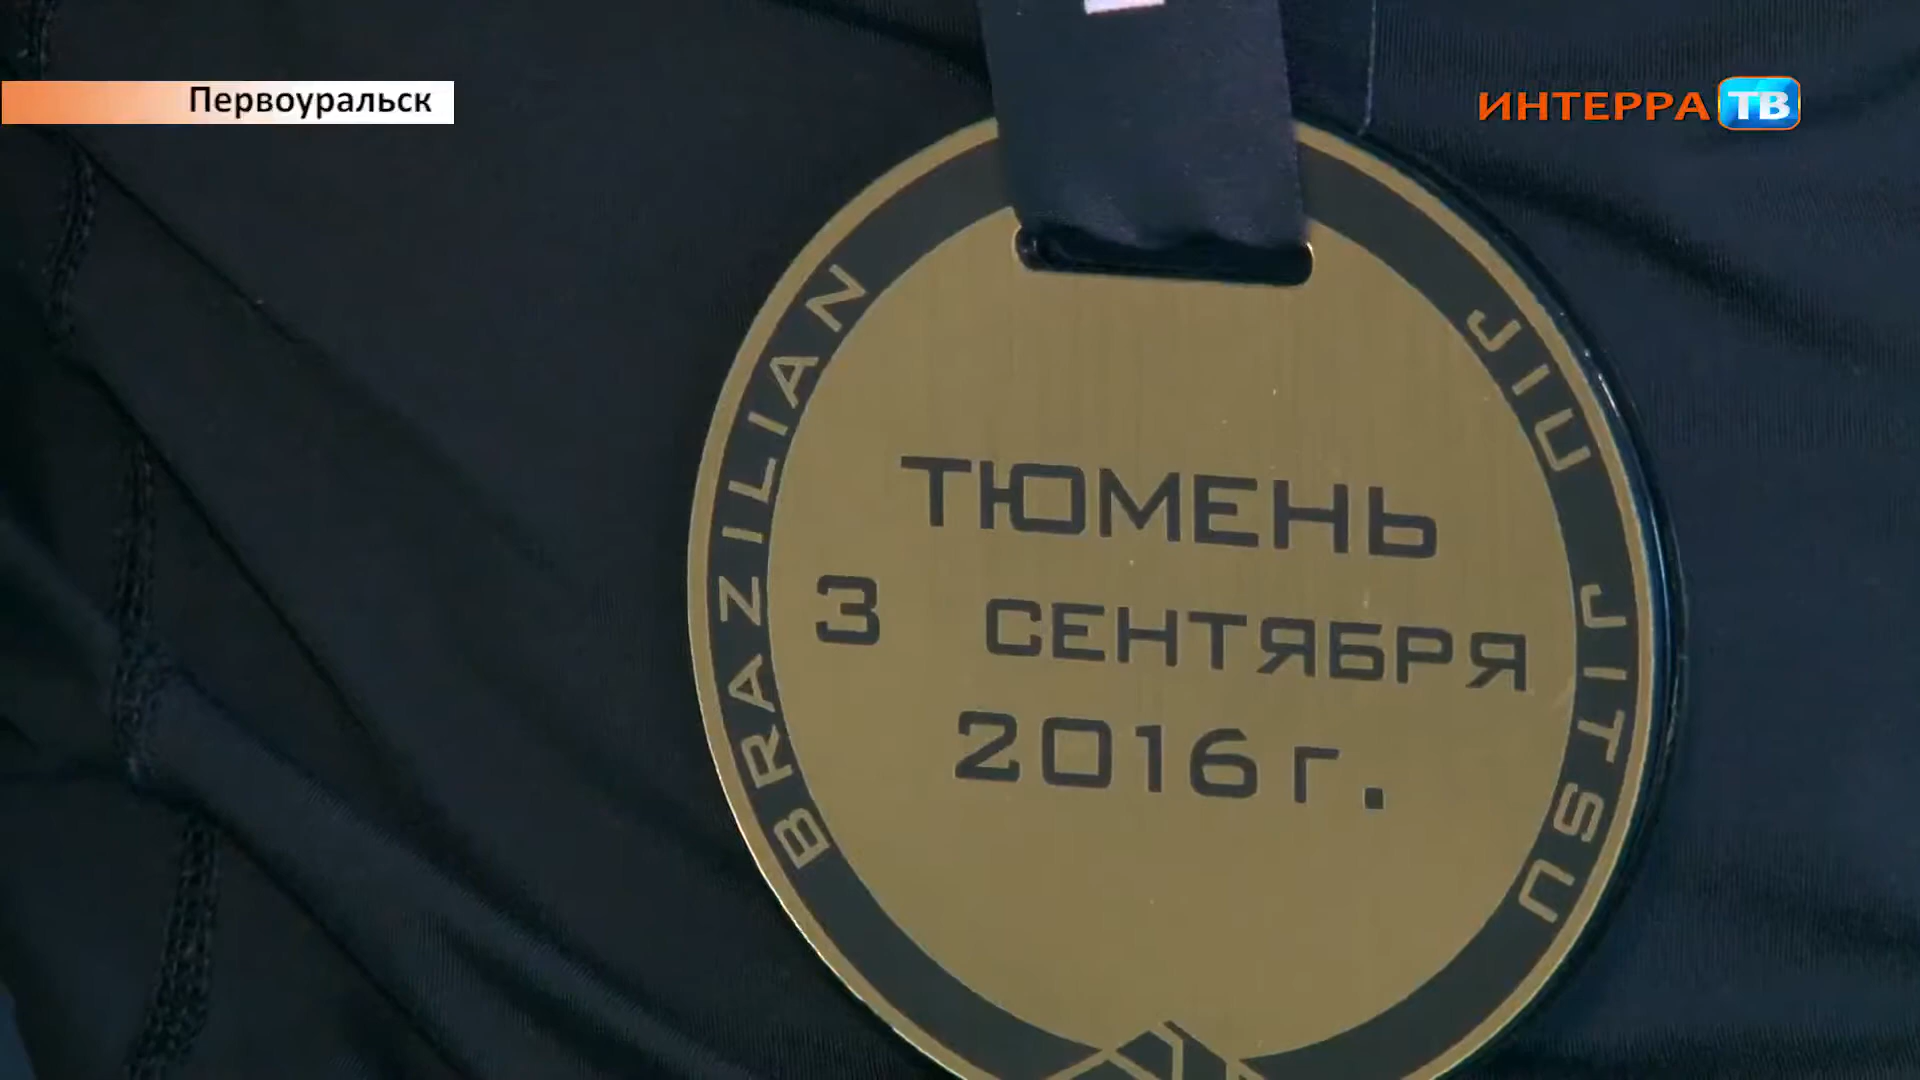 Первоуральск
ИНТЕРРА ТВ
BRAZILIAN
JIU JITSU
ТЮМЕНЬ
3 СЕНТЯБРЯ
2016 г.